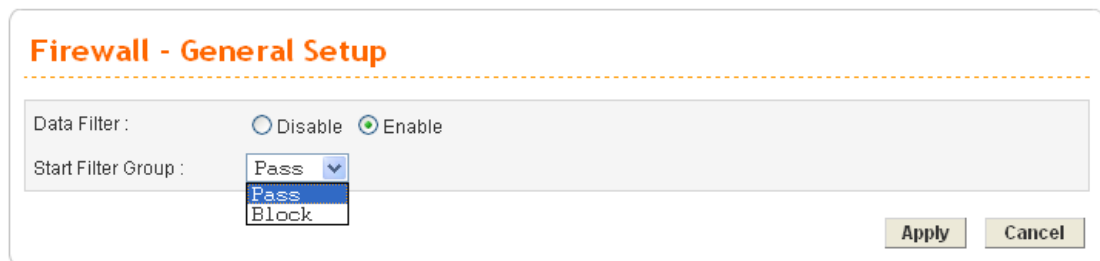 Firewall - General Setup
Data Filter : Disable Enable
Start Filter Group : Pass
Pass
Block
Apply Cancel